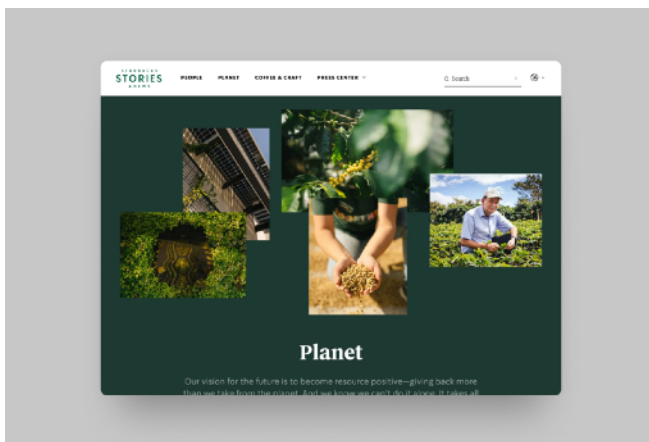 STARBUCKS
STORIES
& NEWS
PEOPLE PLANET COFFEE & CRAFT PRESS CENTER
Search
Planet
Our vision for the future is to become resource positive—giving back more
than we take from the planet. And we know we can't do it alone. It takes all